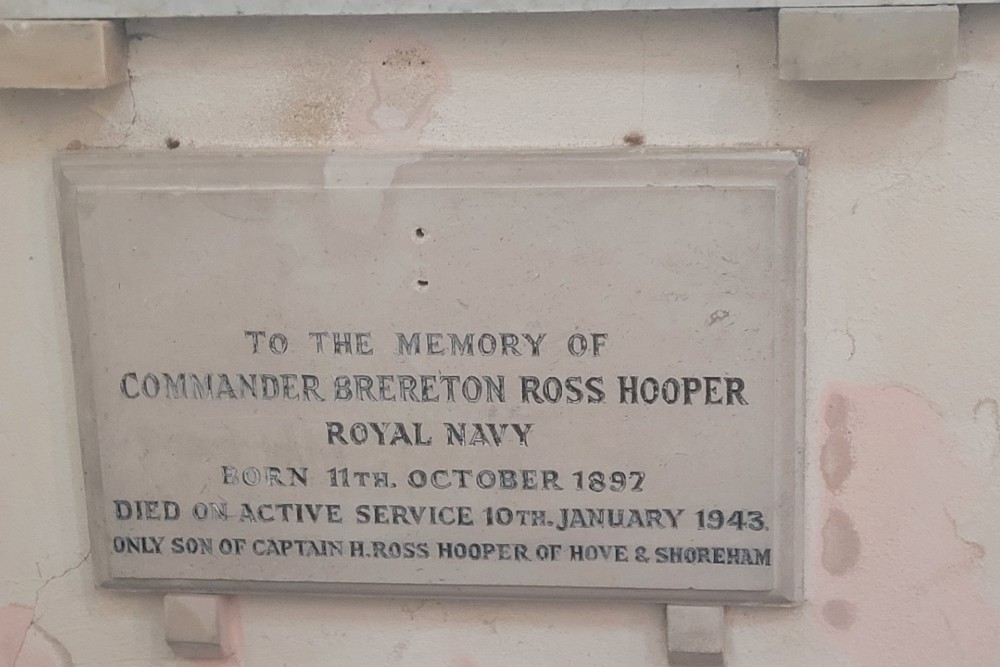 TO THE MEMORY OF
COMMANDER BRERETON ROSS HOOPER
ROYAL NAVY
BORN 11TH. OCTOBER 1897
DIED ON ACTIVE SERVICE 10TH. JANUARY 1943.
ONLY SON OF CAPTAIN H. ROSS HOOPER OF HOVE & SHOREHAM